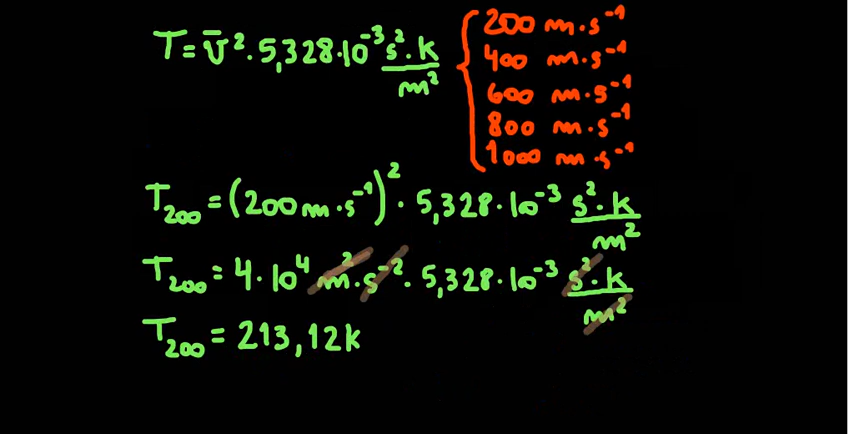 T = v̄² · 5,328 · 10⁻³ s² · k / m² { 200 m · s⁻¹
400 m · s⁻¹
600 m · s⁻¹
800 m · s⁻¹
1000 m · s⁻¹
T₂₀₀ = (200 m · s⁻¹)² · 5,328 · 10⁻³ s² · k / m²
T₂₀₀ = 4 · 10⁴ m² · s⁻² · 5,328 · 10⁻³ s² · k / m²
T₂₀₀ = 213,12k